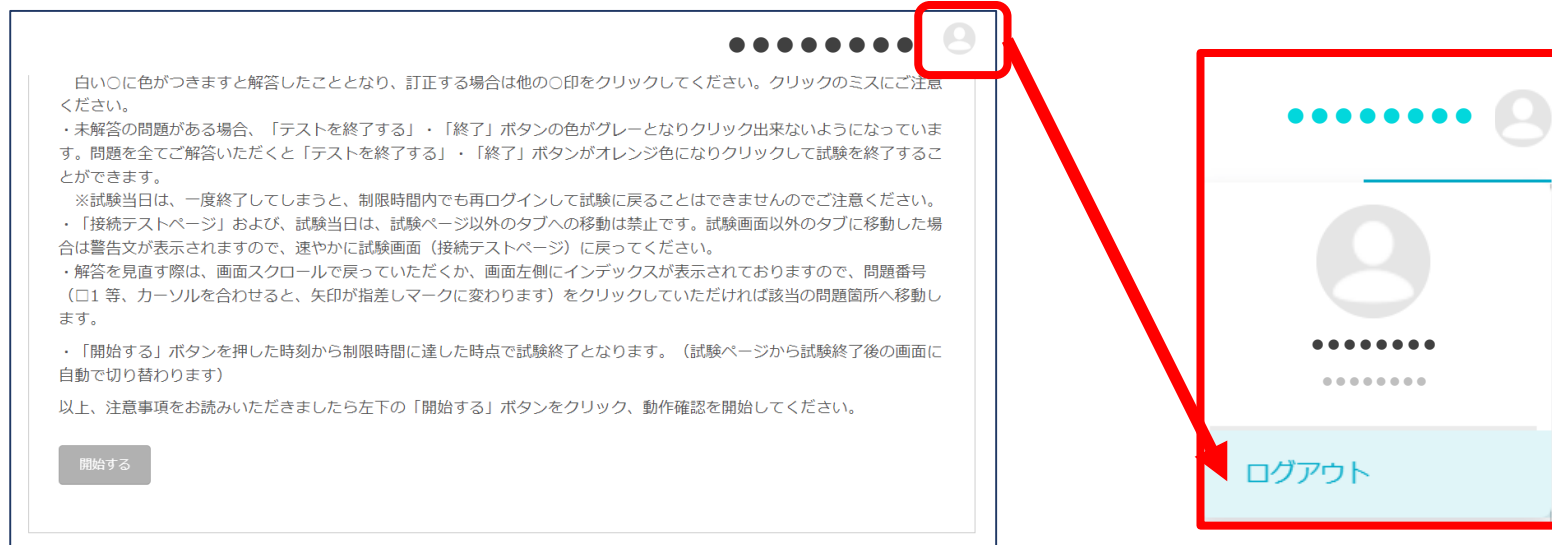 ●●●●●●●●
白い○に色がつきますと解答したこととなり、訂正する場合は他の○印をクリックしてください。クリックのミスにご注意
ください。
・未解答の問題がある場合、「テストを終了する」・「終了」ボタンの色がグレーとなりクリック出来ないようになっていま
す。問題を全てご解答いただくと「テストを終了する」・「終了」ボタンがオレンジ色になりクリックして試験を終了するこ
とができます。
※試験当日は、一度終了してしまうと、制限時間内でも再ログインして試験に戻ることはできませんのでご注意ください。
・「接続テストページ」および、試験当日は、試験ページ以外のタブへの移動は禁止です。試験画面以外のタブに移動した場
合は警告文が表示されますので、速やかに試験画面（接続テストページ）に戻ってください。
・解答を見直す際は、画面スクロールで戻っていただくか、画面左側にインデックスが表示されておりますので、問題番号
（□1 等、カーソルを合わせると、矢印が指差しマークに変わります）をクリックしていただければ該当の問題箇所へ移動し
ます。
・「開始する」ボタンを押した時刻から制限時間に達した時点で試験終了となります。（試験ページから試験終了後の画面に
自動で切り替わります）
以上、注意事項をお読みいただきましたら左下の「開始する」ボタンをクリック、動作確認を開始してください。
開始する
●●●●●●●●
●●●●●●●●
●●●●●●●●
ログアウト